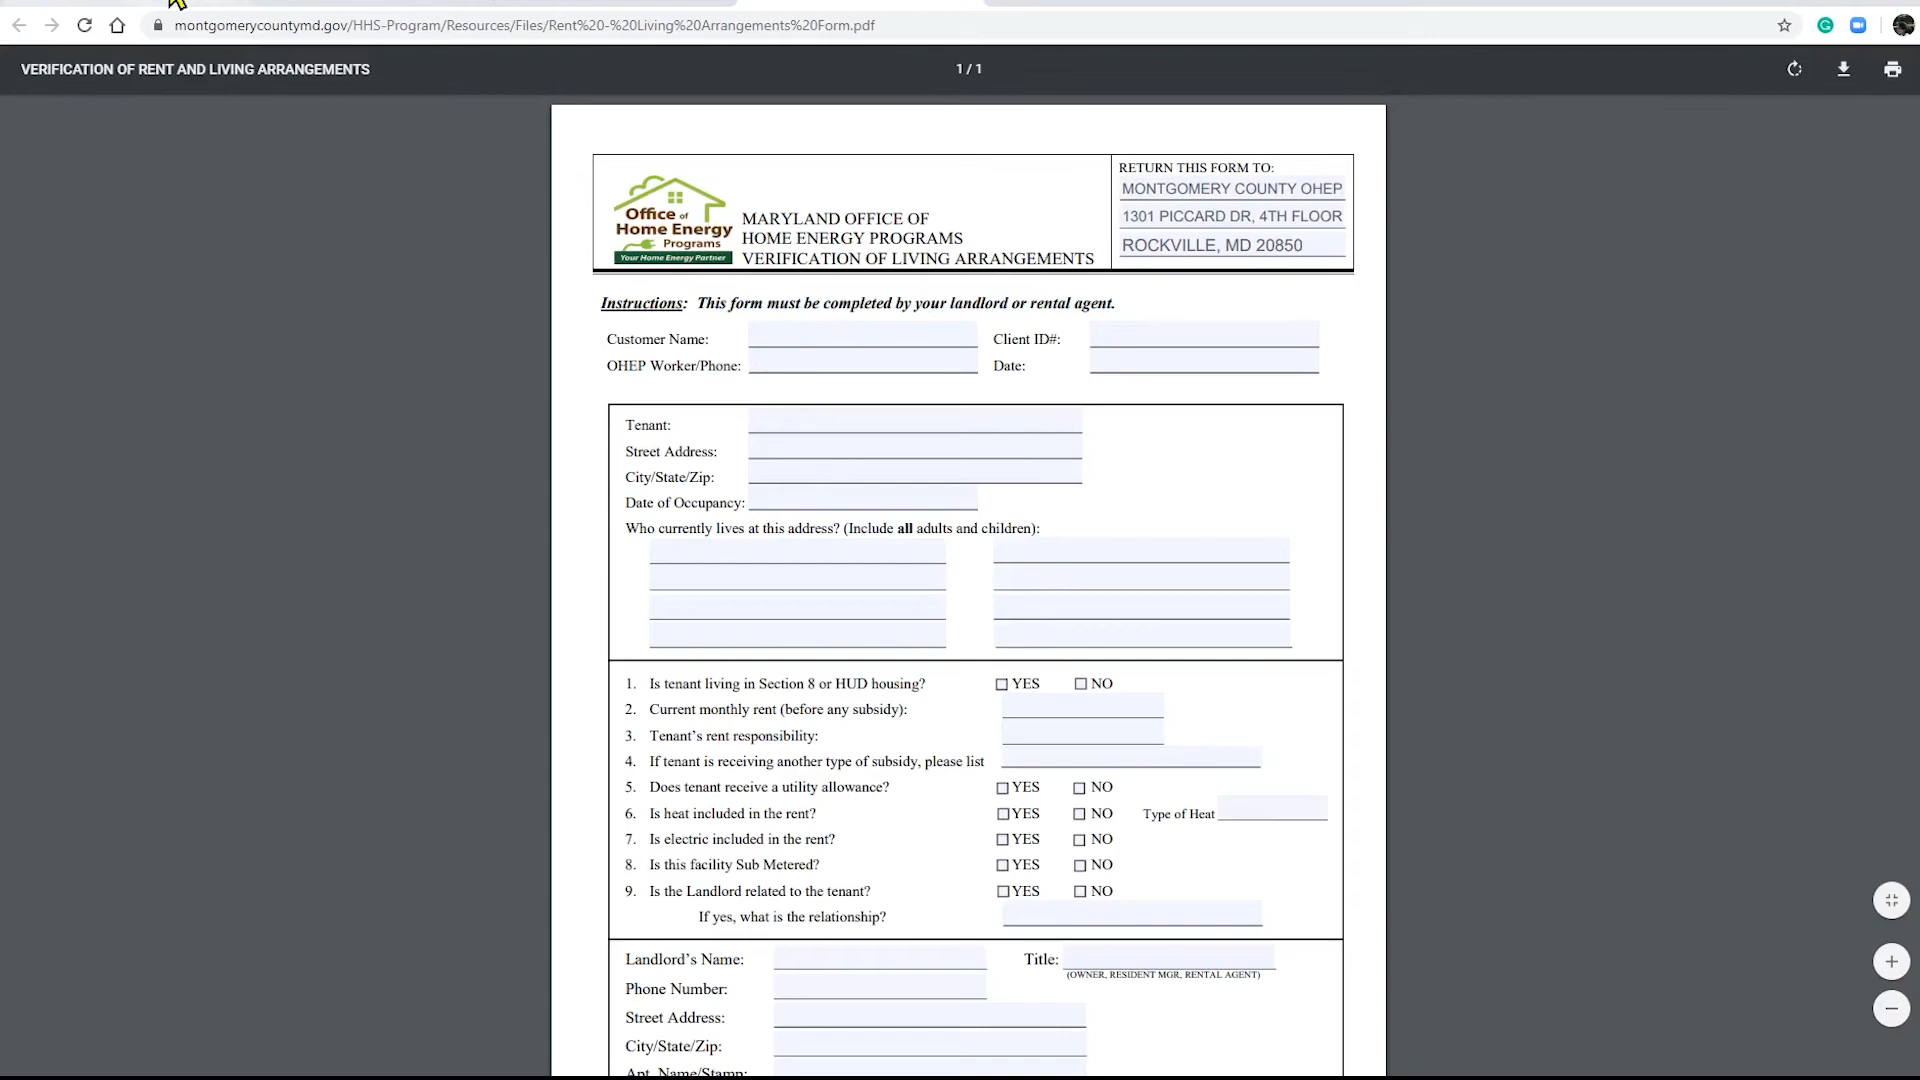 montgomerycountymd.gov/HHS-Program/Resources/Files/Rent%20-%20Living%20Arrangements%20Form.pdf
VERIFICATION OF RENT AND LIVING ARRANGEMENTS
1 / 1
Office of
Home Energy
Programs
Your Home Energy Partner
MARYLAND OFFICE OF
HOME ENERGY PROGRAMS
VERIFICATION OF LIVING ARRANGEMENTS
RETURN THIS FORM TO:
MONTGOMERY COUNTY OHEP
1301 PICCARD DR, 4TH FLOOR
ROCKVILLE, MD 20850
Instructions: This form must be completed by your landlord or rental agent.
Customer Name: Client ID#:
OHEP Worker/Phone: Date:
Tenant:
Street Address:
City/State/Zip:
Date of Occupancy:
Who currently lives at this address? (Include all adults and children):
1. Is tenant living in Section 8 or HUD housing? YES NO
2. Current monthly rent (before any subsidy):
3. Tenant's rent responsibility:
4. If tenant is receiving another type of subsidy, please list
5. Does tenant receive a utility allowance? YES NO
6. Is heat included in the rent? YES NO Type of Heat
7. Is electric included in the rent? YES NO
8. Is this facility Sub Metered? YES NO
9. Is the Landlord related to the tenant? YES NO
If yes, what is the relationship?
Landlord's Name: Title:
(OWNER, RESIDENT MGR, RENTAL AGENT)
Phone Number:
Street Address:
City/State/Zip:
Apt. Name/Stamp: